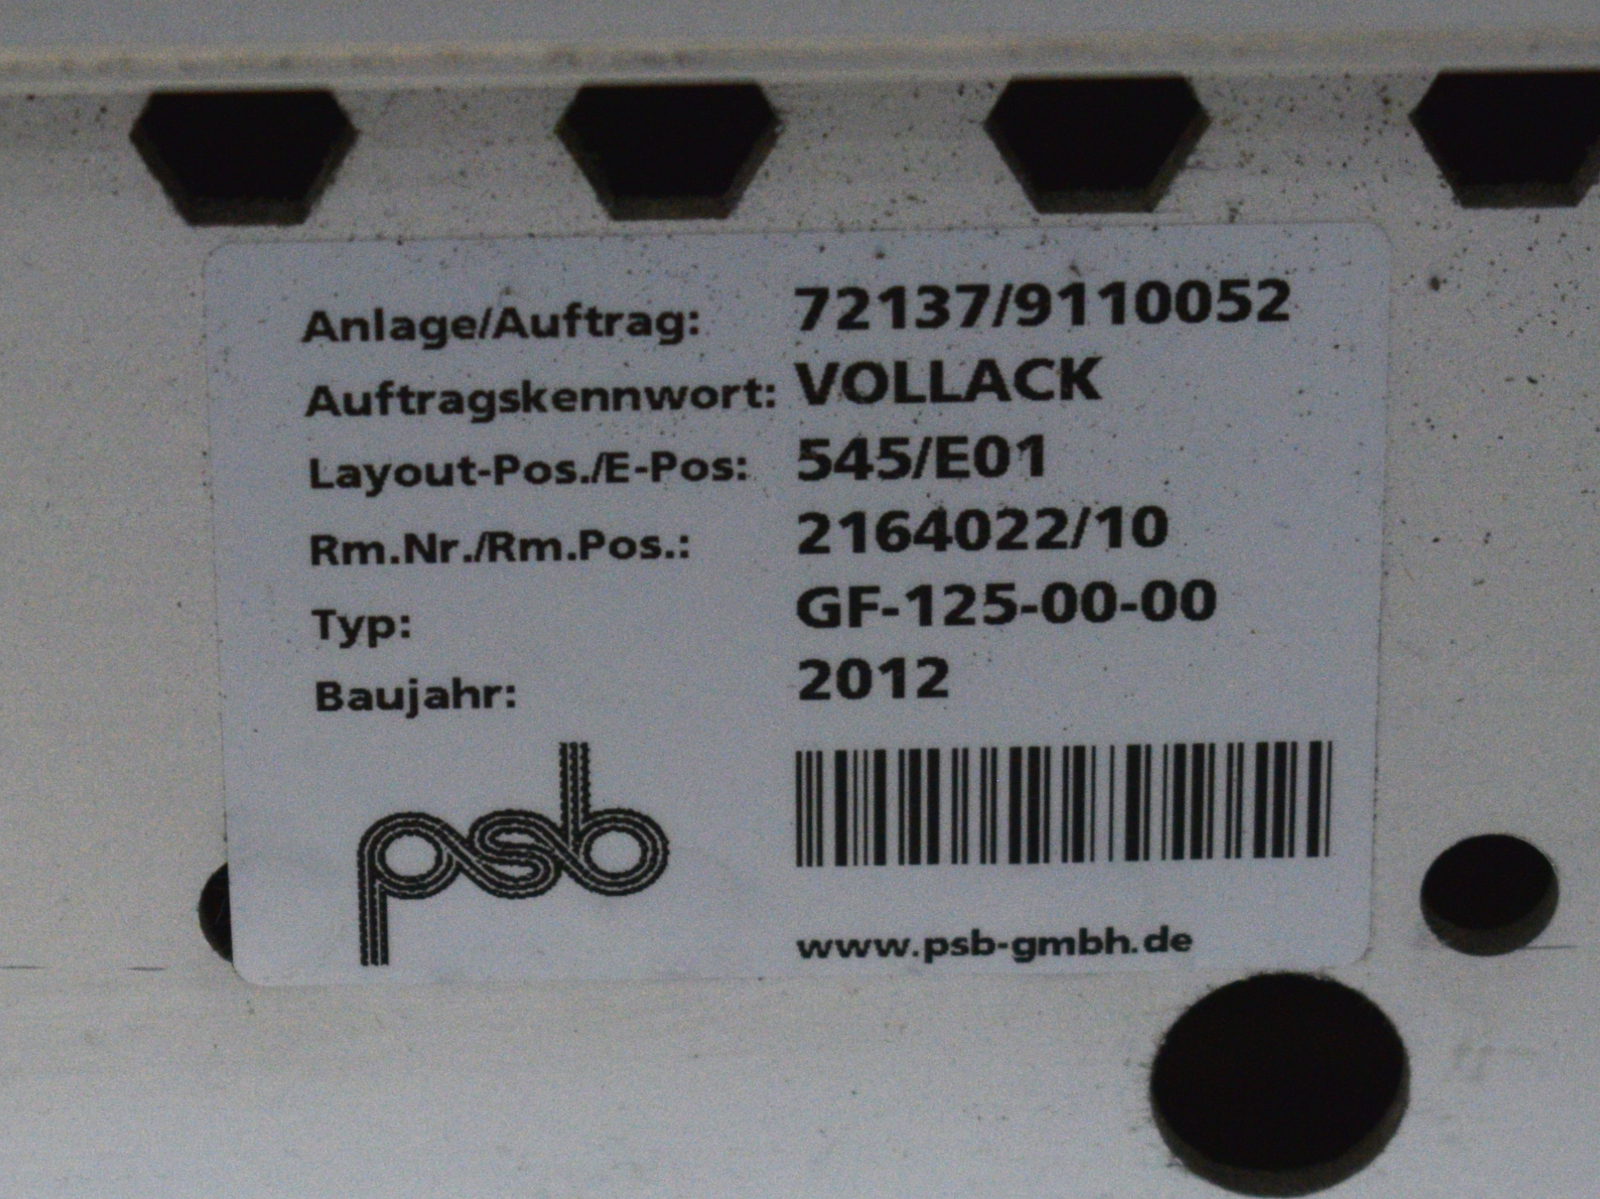 Anlage/Auftrag: 72137/9110052
Auftragskennwort: VOLLACK
Layout-Pos./E-Pos: 545/E01
Rm.Nr./Rm.Pos.: 2164022/10
Typ: GF-125-00-00
Baujahr: 2012
psb
www.psb-gmbh.de